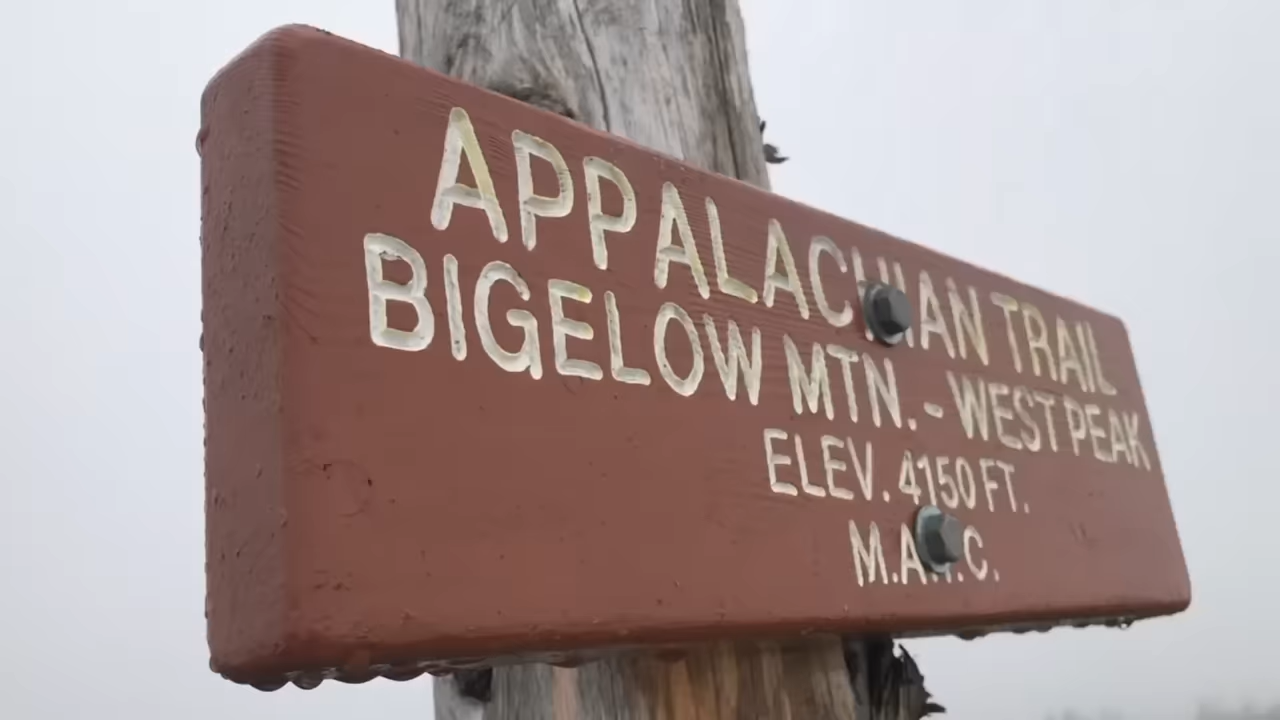 APPALACHIAN TRAIL
BIGELOW MTN. - WEST PEAK
ELEV. 4150 FT.
M.A.T.C.